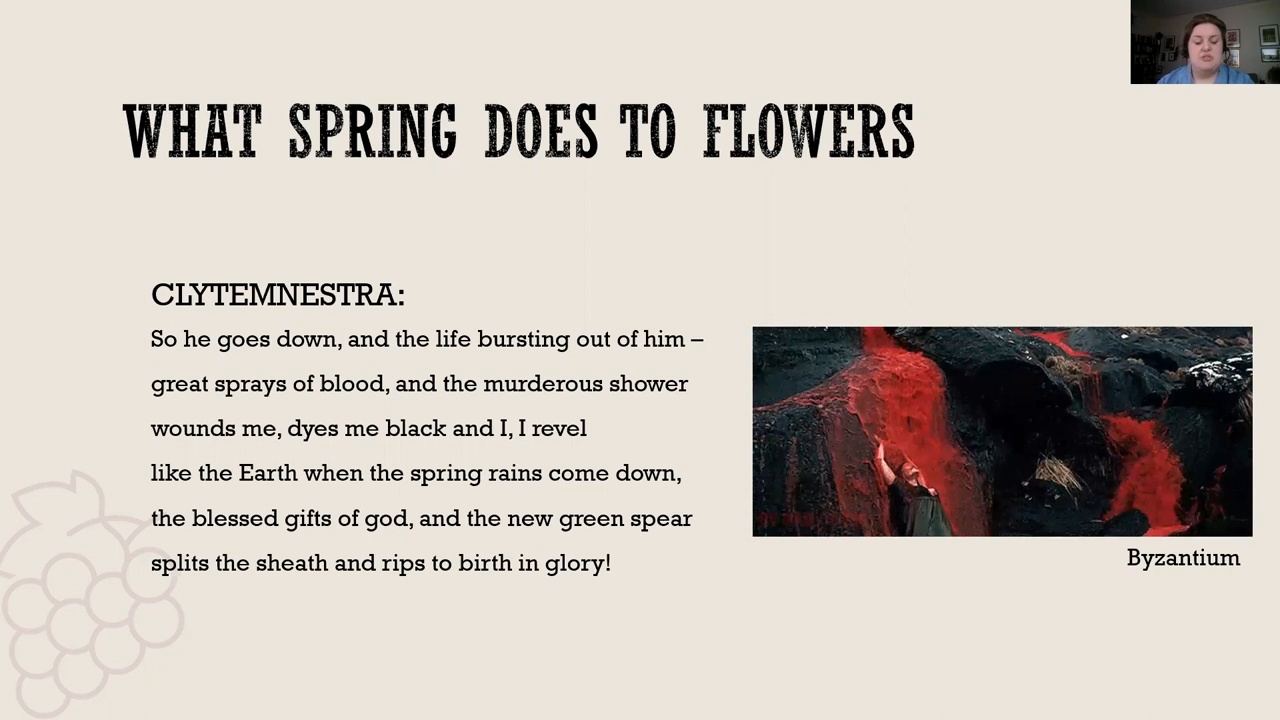 WHAT SPRING DOES TO FLOWERS
CLYTEMNESTRA:
So he goes down, and the life bursting out of him –
great sprays of blood, and the murderous shower
wounds me, dyes me black and I, I revel
like the Earth when the spring rains come down,
the blessed gifts of god, and the new green spear
splits the sheath and rips to birth in glory!
Byzantium